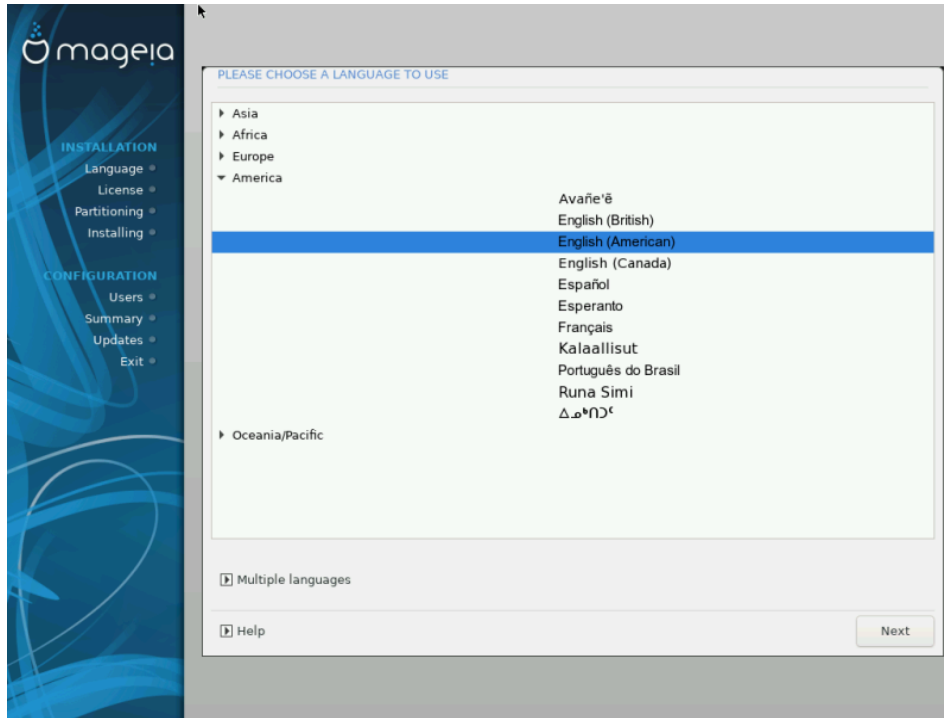 mageia
INSTALLATION
Language
License
Partitioning
Installing
CONFIGURATION
Users
Summary
Updates
Exit
PLEASE CHOOSE A LANGUAGE TO USE
Asia
Africa
Europe
America
Avañe'ẽ
English (British)
English (American)
English (Canada)
Español
Esperanto
Français
Kalaallisut
Português do Brasil
Runa Simi
ᐃᓄᒃᑎᑐᑦ
Oceania/Pacific
Multiple languages
Help
Next